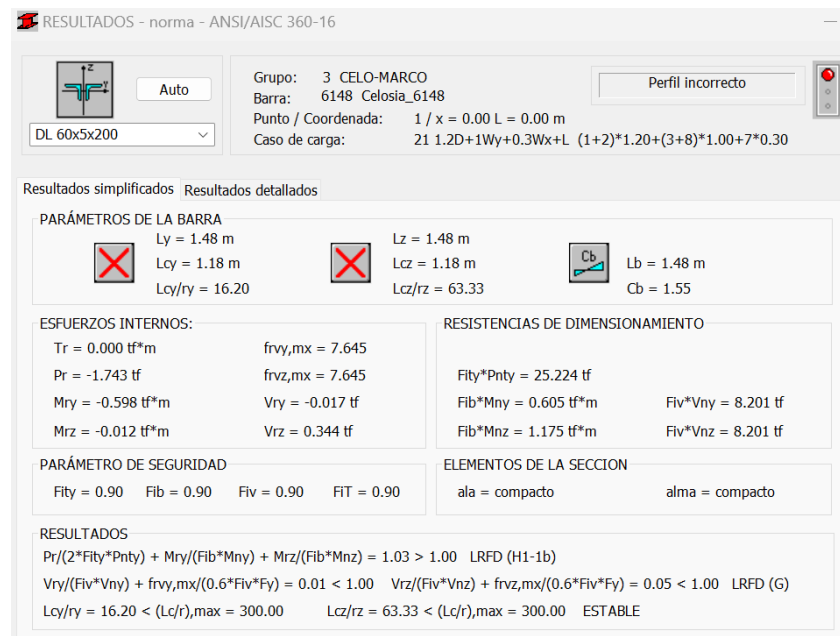 RESULTADOS - norma - ANSI/AISC 360-16
z
y
Auto
DL 60x5x200
Grupo: 3 CELO-MARCO
Barra: 6148 Celosia_6148
Punto / Coordenada: 1 / x = 0.00 L = 0.00 m
Caso de carga: 21 1.2D+1Wy+0.3Wx+L (1+2)*1.20+(3+8)*1.00+7*0.30
Perfil incorrecto
Resultados simplificados Resultados detallados
PARÁMETROS DE LA BARRA
Ly = 1.48 m Lz = 1.48 m
Lcy = 1.18 m Lcz = 1.18 m Cb Lb = 1.48 m
Lcy/ry = 16.20 Lcz/rz = 63.33 Cb = 1.55
ESFUERZOS INTERNOS: RESISTENCIAS DE DIMENSIONAMIENTO
Tr = 0.000 tf*m frvy,mx = 7.645
Pr = -1.743 tf frvz,mx = 7.645 Fity*Pnty = 25.224 tf
Mry = -0.598 tf*m Vry = -0.017 tf Fib*Mny = 0.605 tf*m Fiv*Vny = 8.201 tf
Mrz = -0.012 tf*m Vrz = 0.344 tf Fib*Mnz = 1.175 tf*m Fiv*Vnz = 8.201 tf
PARÁMETRO DE SEGURIDAD ELEMENTOS DE LA SECCION
Fity = 0.90 Fib = 0.90 Fiv = 0.90 FiT = 0.90 ala = compacto alma = compacto
RESULTADOS
Pr/(2*Fity*Pnty) + Mry/(Fib*Mny) + Mrz/(Fib*Mnz) = 1.03 > 1.00 LRFD (H1-1b)
Vry/(Fiv*Vny) + frvy,mx/(0.6*Fiv*Fy) = 0.01 < 1.00 Vrz/(Fiv*Vnz) + frvz,mx/(0.6*Fiv*Fy) = 0.05 < 1.00 LRFD (G)
Lcy/ry = 16.20 < (Lc/r),max = 300.00 Lcz/rz = 63.33 < (Lc/r),max = 300.00 ESTABLE